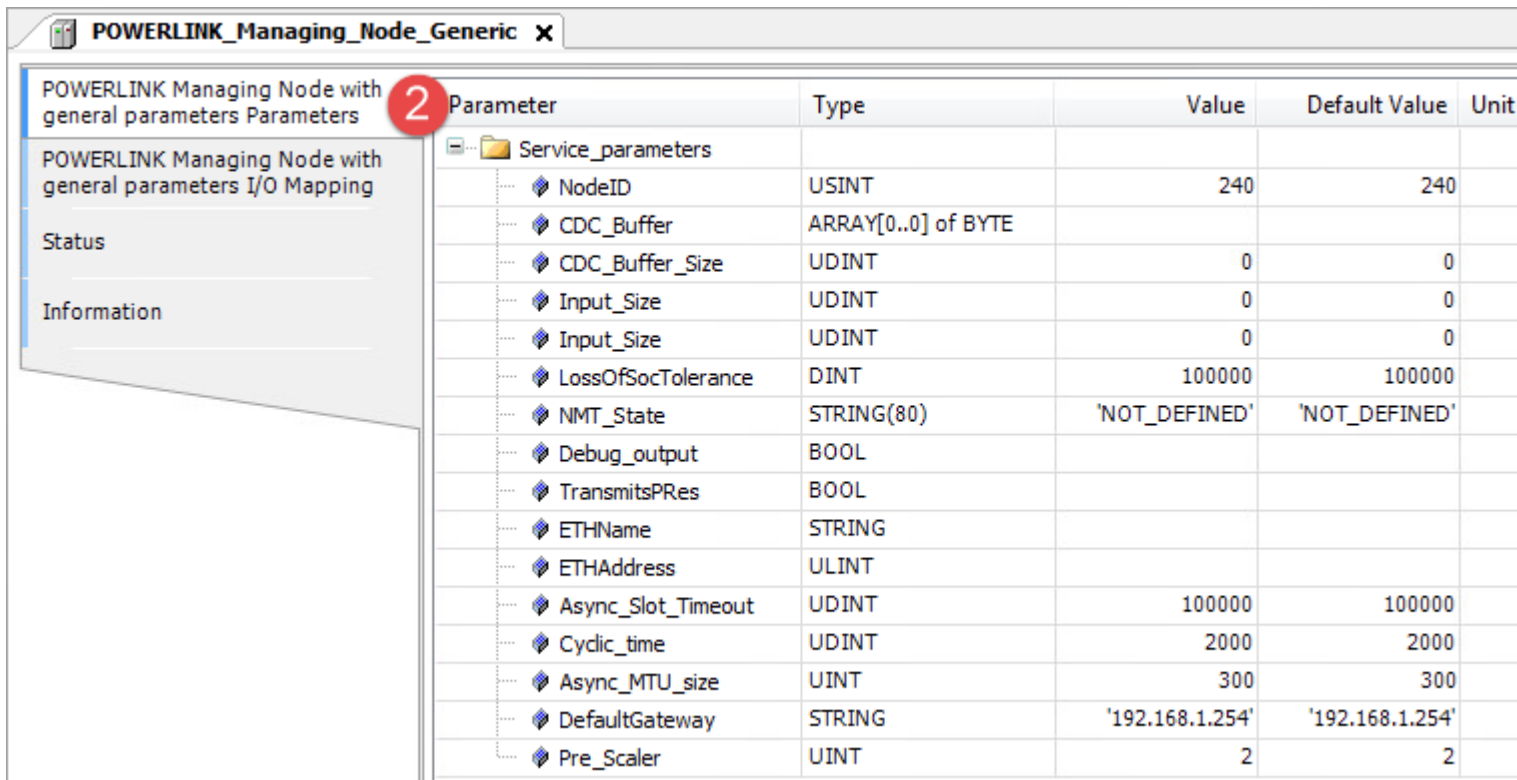 POWERLINK_Managing_Node_Generic x
POWERLINK Managing Node with
general parameters Parameters
2
POWERLINK Managing Node with
general parameters I/O Mapping
Status
Information
Parameter Type Value Default Value Unit
Service_parameters
NodeID USINT 240 240
CDC_Buffer ARRAY[0..0] of BYTE
CDC_Buffer_Size UDINT 0 0
Input_Size UDINT 0 0
Input_Size UDINT 0 0
LossOfSocTolerance DINT 100000 100000
NMT_State STRING(80) 'NOT_DEFINED' 'NOT_DEFINED'
Debug_output BOOL
TransmitsPRes BOOL
ETHName STRING
ETHAddress ULINT
Async_Slot_Timeout UDINT 100000 100000
Cyclic_time UDINT 2000 2000
Async_MTU_size UINT 300 300
DefaultGateway STRING '192.168.1.254' '192.168.1.254'
Pre_Scaler UINT 2 2